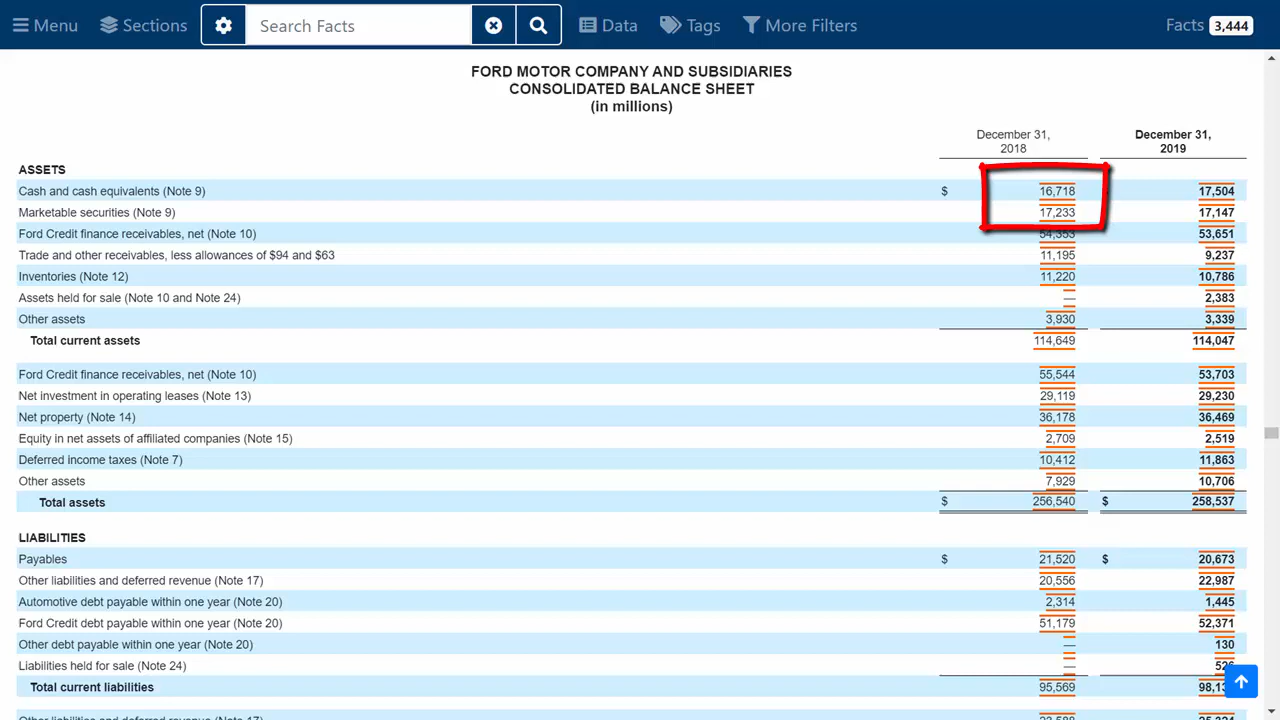 Menu Sections Search Facts Data Tags More Filters Facts 3,444
FORD MOTOR COMPANY AND SUBSIDIARIES
CONSOLIDATED BALANCE SHEET
(in millions)
December 31, December 31,
2018 2019
ASSETS
Cash and cash equivalents (Note 9) $ 16,718 17,504
Marketable securities (Note 9) 17,233 17,147
Ford Credit finance receivables, net (Note 10) 54,353 53,651
Trade and other receivables, less allowances of $94 and $63 11,195 9,237
Inventories (Note 12) 11,220 10,786
Assets held for sale (Note 10 and Note 24) — 2,383
Other assets 3,930 3,339
Total current assets 114,649 114,047
Ford Credit finance receivables, net (Note 10) 55,544 53,703
Net investment in operating leases (Note 13) 29,119 29,230
Net property (Note 14) 36,178 36,469
Equity in net assets of affiliated companies (Note 15) 2,709 2,519
Deferred income taxes (Note 7) 10,412 11,863
Other assets 7,929 10,706
Total assets $ 256,540 $ 258,537
LIABILITIES
Payables $ 21,520 $ 20,673
Other liabilities and deferred revenue (Note 17) 20,556 22,987
Automotive debt payable within one year (Note 20) 2,314 1,445
Ford Credit debt payable within one year (Note 20) 51,179 52,371
Other debt payable within one year (Note 20) — 130
Liabilities held for sale (Note 24) —
Total current liabilities 95,569